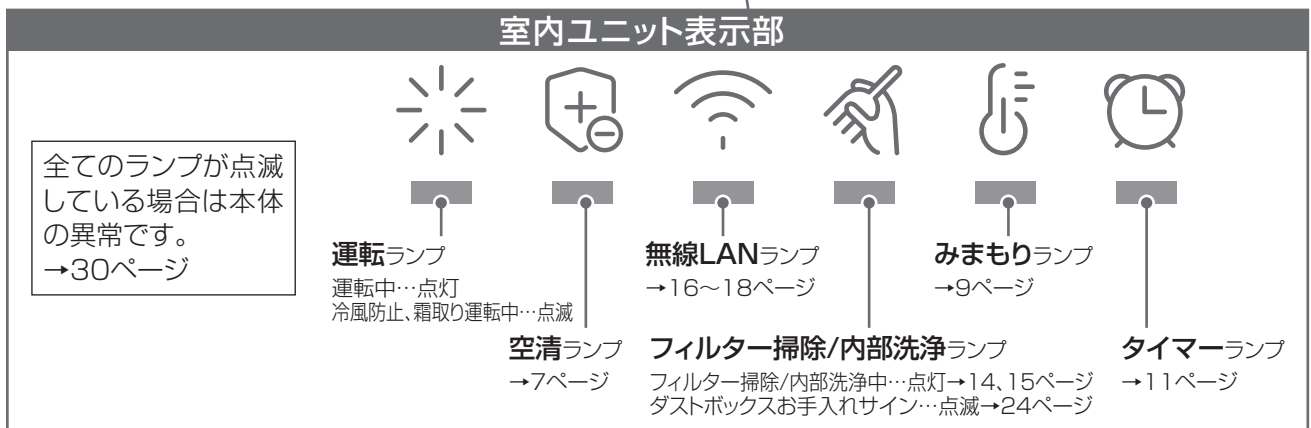 室内ユニット表示部
全てのランプが点滅
している場合は本体
の異常です。
→30ページ
運転ランプ
運転中…点灯
冷風防止、霜取り運転中…点滅
空清ランプ
→7ページ
無線LANランプ
→16～18ページ
フィルター掃除/内部洗浄ランプ
フィルター掃除/内部洗浄中…点灯→14、15ページ
ダストボックスお手入れサイン…点滅→24ページ
みまもりランプ
→9ページ
タイマーランプ
→11ページ